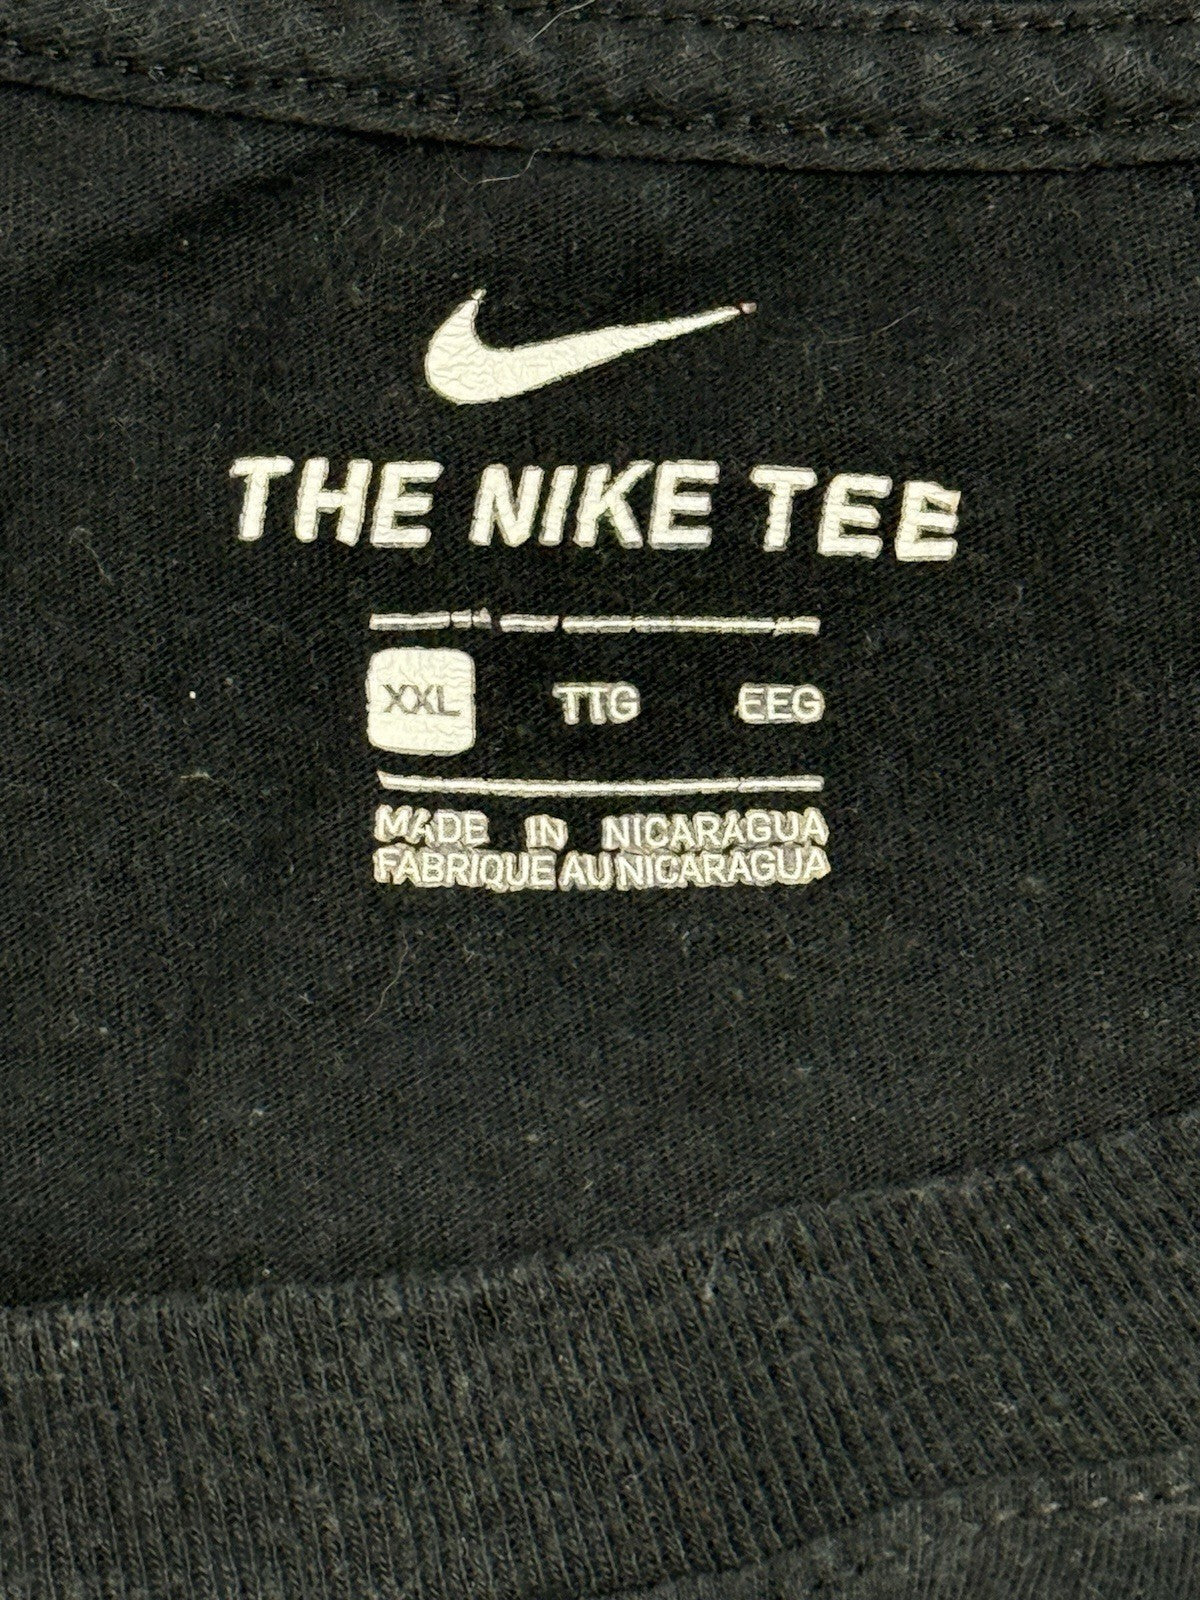 THE NIKE TEE
XXL TTG EEG
MADE IN NICARAGUA
FABRIQUE AU NICARAGUA